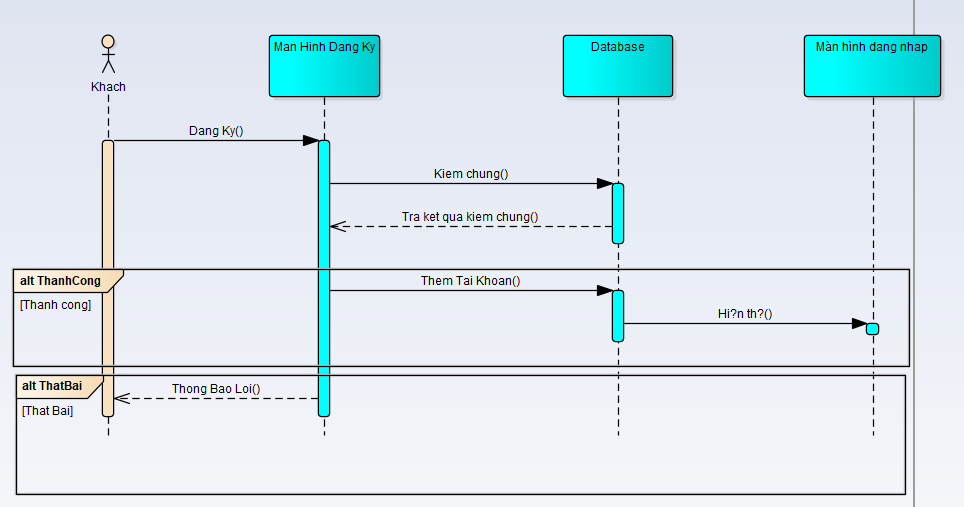 Khach
Man Hinh Dang Ky
Database
Màn hình dang nhap
Dang Ky()
Kiem chung()
Tra ket qua kiem chung()
alt ThanhCong
[Thanh cong]
Them Tai Khoan()
Hi?n th?()
alt ThatBai
[That Bai]
Thong Bao Loi()